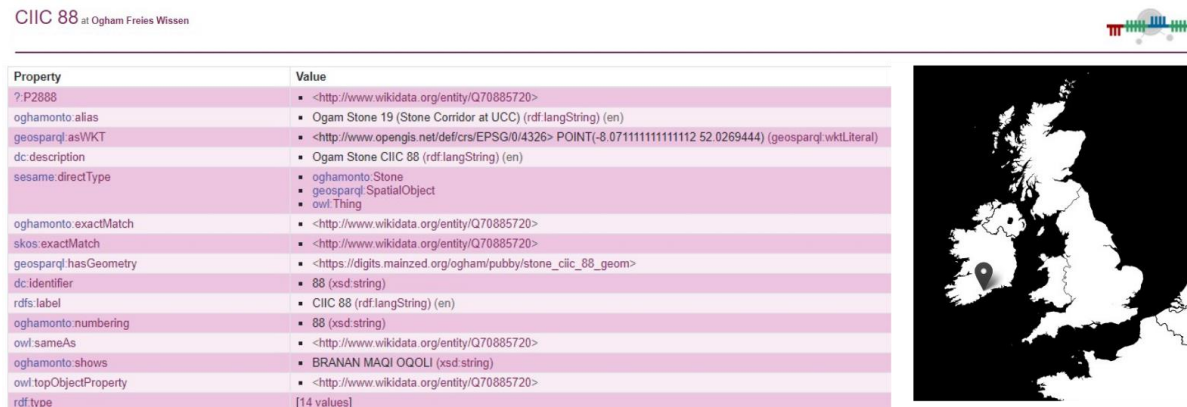 CIIC 88 at Ogham Freies Wissen
Property Value
?:P2888 ▪ <http://www.wikidata.org/entity/Q70885720>
oghamonto:alias ▪ Ogam Stone 19 (Stone Corridor at UCC) (rdf:langString) (en)
geosparql:asWKT ▪ <http://www.opengis.net/def/crs/EPSG/0/4326> POINT(-8.071111111111112 52.0269444) (geosparql:wktLiteral)
dc:description ▪ Ogam Stone CIIC 88 (rdf:langString) (en)
sesame:directType ▪ oghamonto:Stone
▪ geosparql:SpatialObject
▪ owl:Thing
oghamonto:exactMatch ▪ <http://www.wikidata.org/entity/Q70885720>
skos:exactMatch ▪ <http://www.wikidata.org/entity/Q70885720>
geosparql:hasGeometry ▪ <https://digits.mainzed.org/ogham/pubby/stone_ciic_88_geom>
dc:identifier ▪ 88 (xsd:string)
rdfs:label ▪ CIIC 88 (rdf:langString) (en)
oghamonto:numbering ▪ 88 (xsd:string)
owl:sameAs ▪ <http://www.wikidata.org/entity/Q70885720>
oghamonto:shows ▪ BRANAN MAQI OQOLI (xsd:string)
owl:topObjectProperty ▪ <http://www.wikidata.org/entity/Q70885720>
rdf:type [14 values]